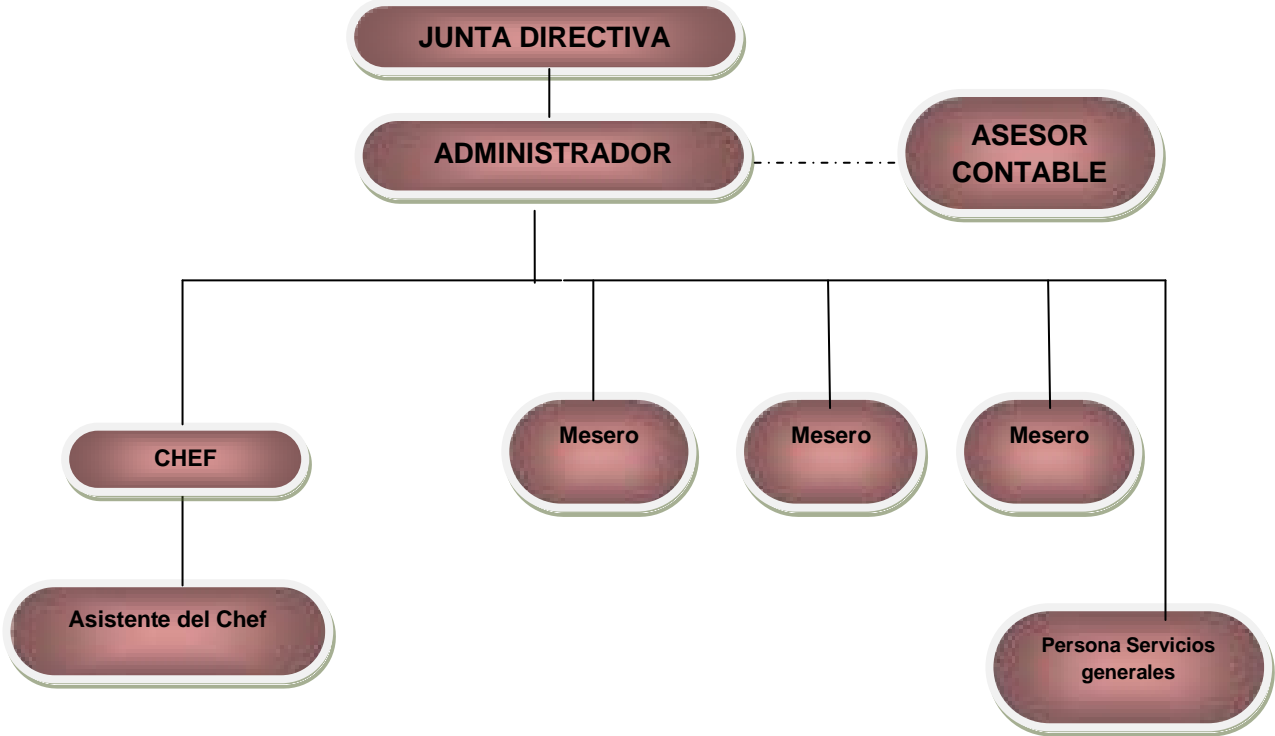 JUNTA DIRECTIVA
ADMINISTRADOR
ASESOR
CONTABLE
CHEF
Mesero
Mesero
Mesero
Asistente del Chef
Persona Servicios
generales